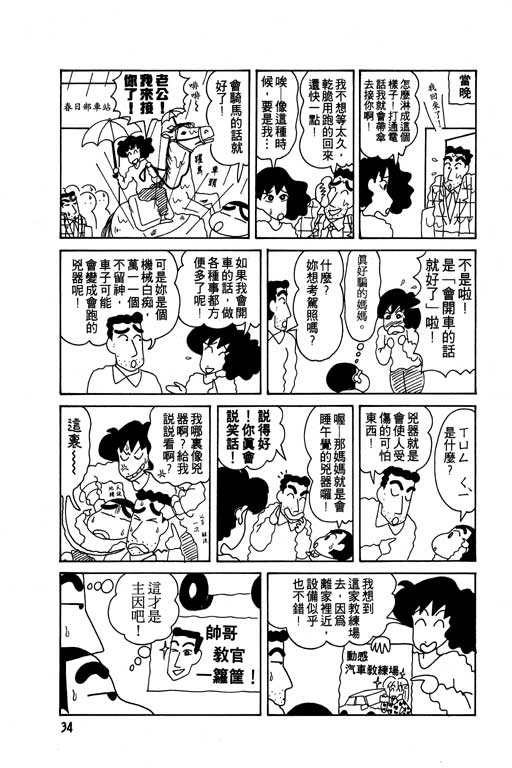 當晚
我回來了！
怎麼淋成這個
樣子！打通電
話我就會帶傘
去接你啊！
我不想等太久，
乾脆用跑的回來
還快一點！
唉—像這種時
候，要是我…
會騎馬的話就
好了！
啡啡—
老公！
我來接
你了！
春日部車站
躍馬
車頭
不是啦！
是「會開車的話
就好了」啦！
真好騙的媽媽。
什麼？
妳想考駕照嗎？
如果我會開
車的話，做
各種事都方
便多了呢！
可是妳是個
機械白痴，
萬一一個
不留神，
車子可能
會變成會跑的
兇器呢！
ㄒㄩㄥ ㄑㄧˋ
是什麼？
兇器就是
會使人受
傷的可怕
東西！
喔—那媽媽就是會
睡午覺的兇器囉！
說得好
！你真會
說笑話！
我哪裏像兇
器啊？給我
說說看啊？
這裏
我想到
這家教練場
去，因爲
離家裡近，
設備似乎
也不錯！
動感
汽車教練場
帥哥
教官
一籮筐！
這才是
主因吧！
34